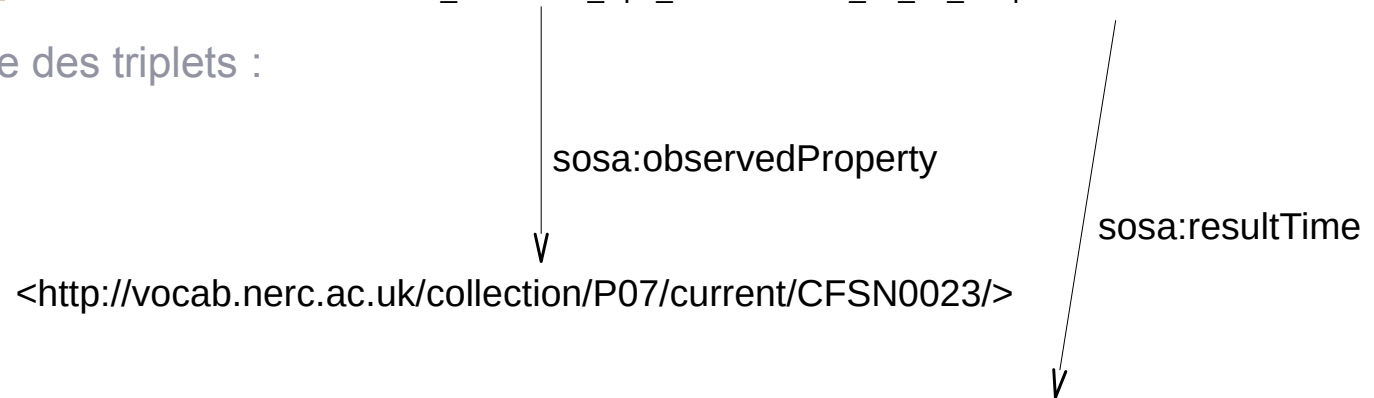 e des triplets :
sosa:observedProperty
sosa:resultTime
<http://vocab.nerc.ac.uk/collection/P07/current/CFSN0023/>